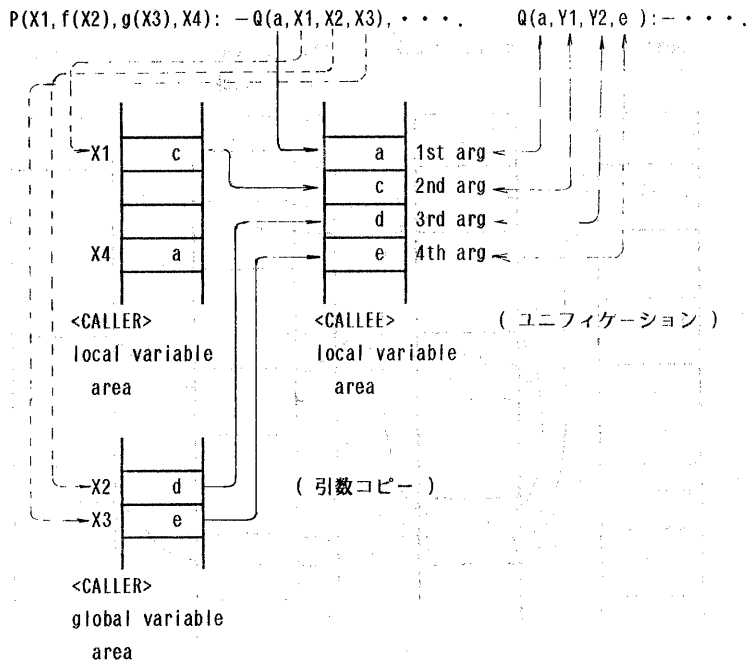 P(X1,f(X2),g(X3),X4): −Q(a,X1,X2,X3),・・・・. Q(a,Y1,Y2,e ):−・・・・.
X1 c a 1st arg
c 2nd arg
d 3rd arg
X4 a e 4th arg
<CALLER> <CALLEE> ( ユニフィケーション )
local variable local variable
area area
X2 d ( 引数コピー )
X3 e
<CALLER>
global variable
area